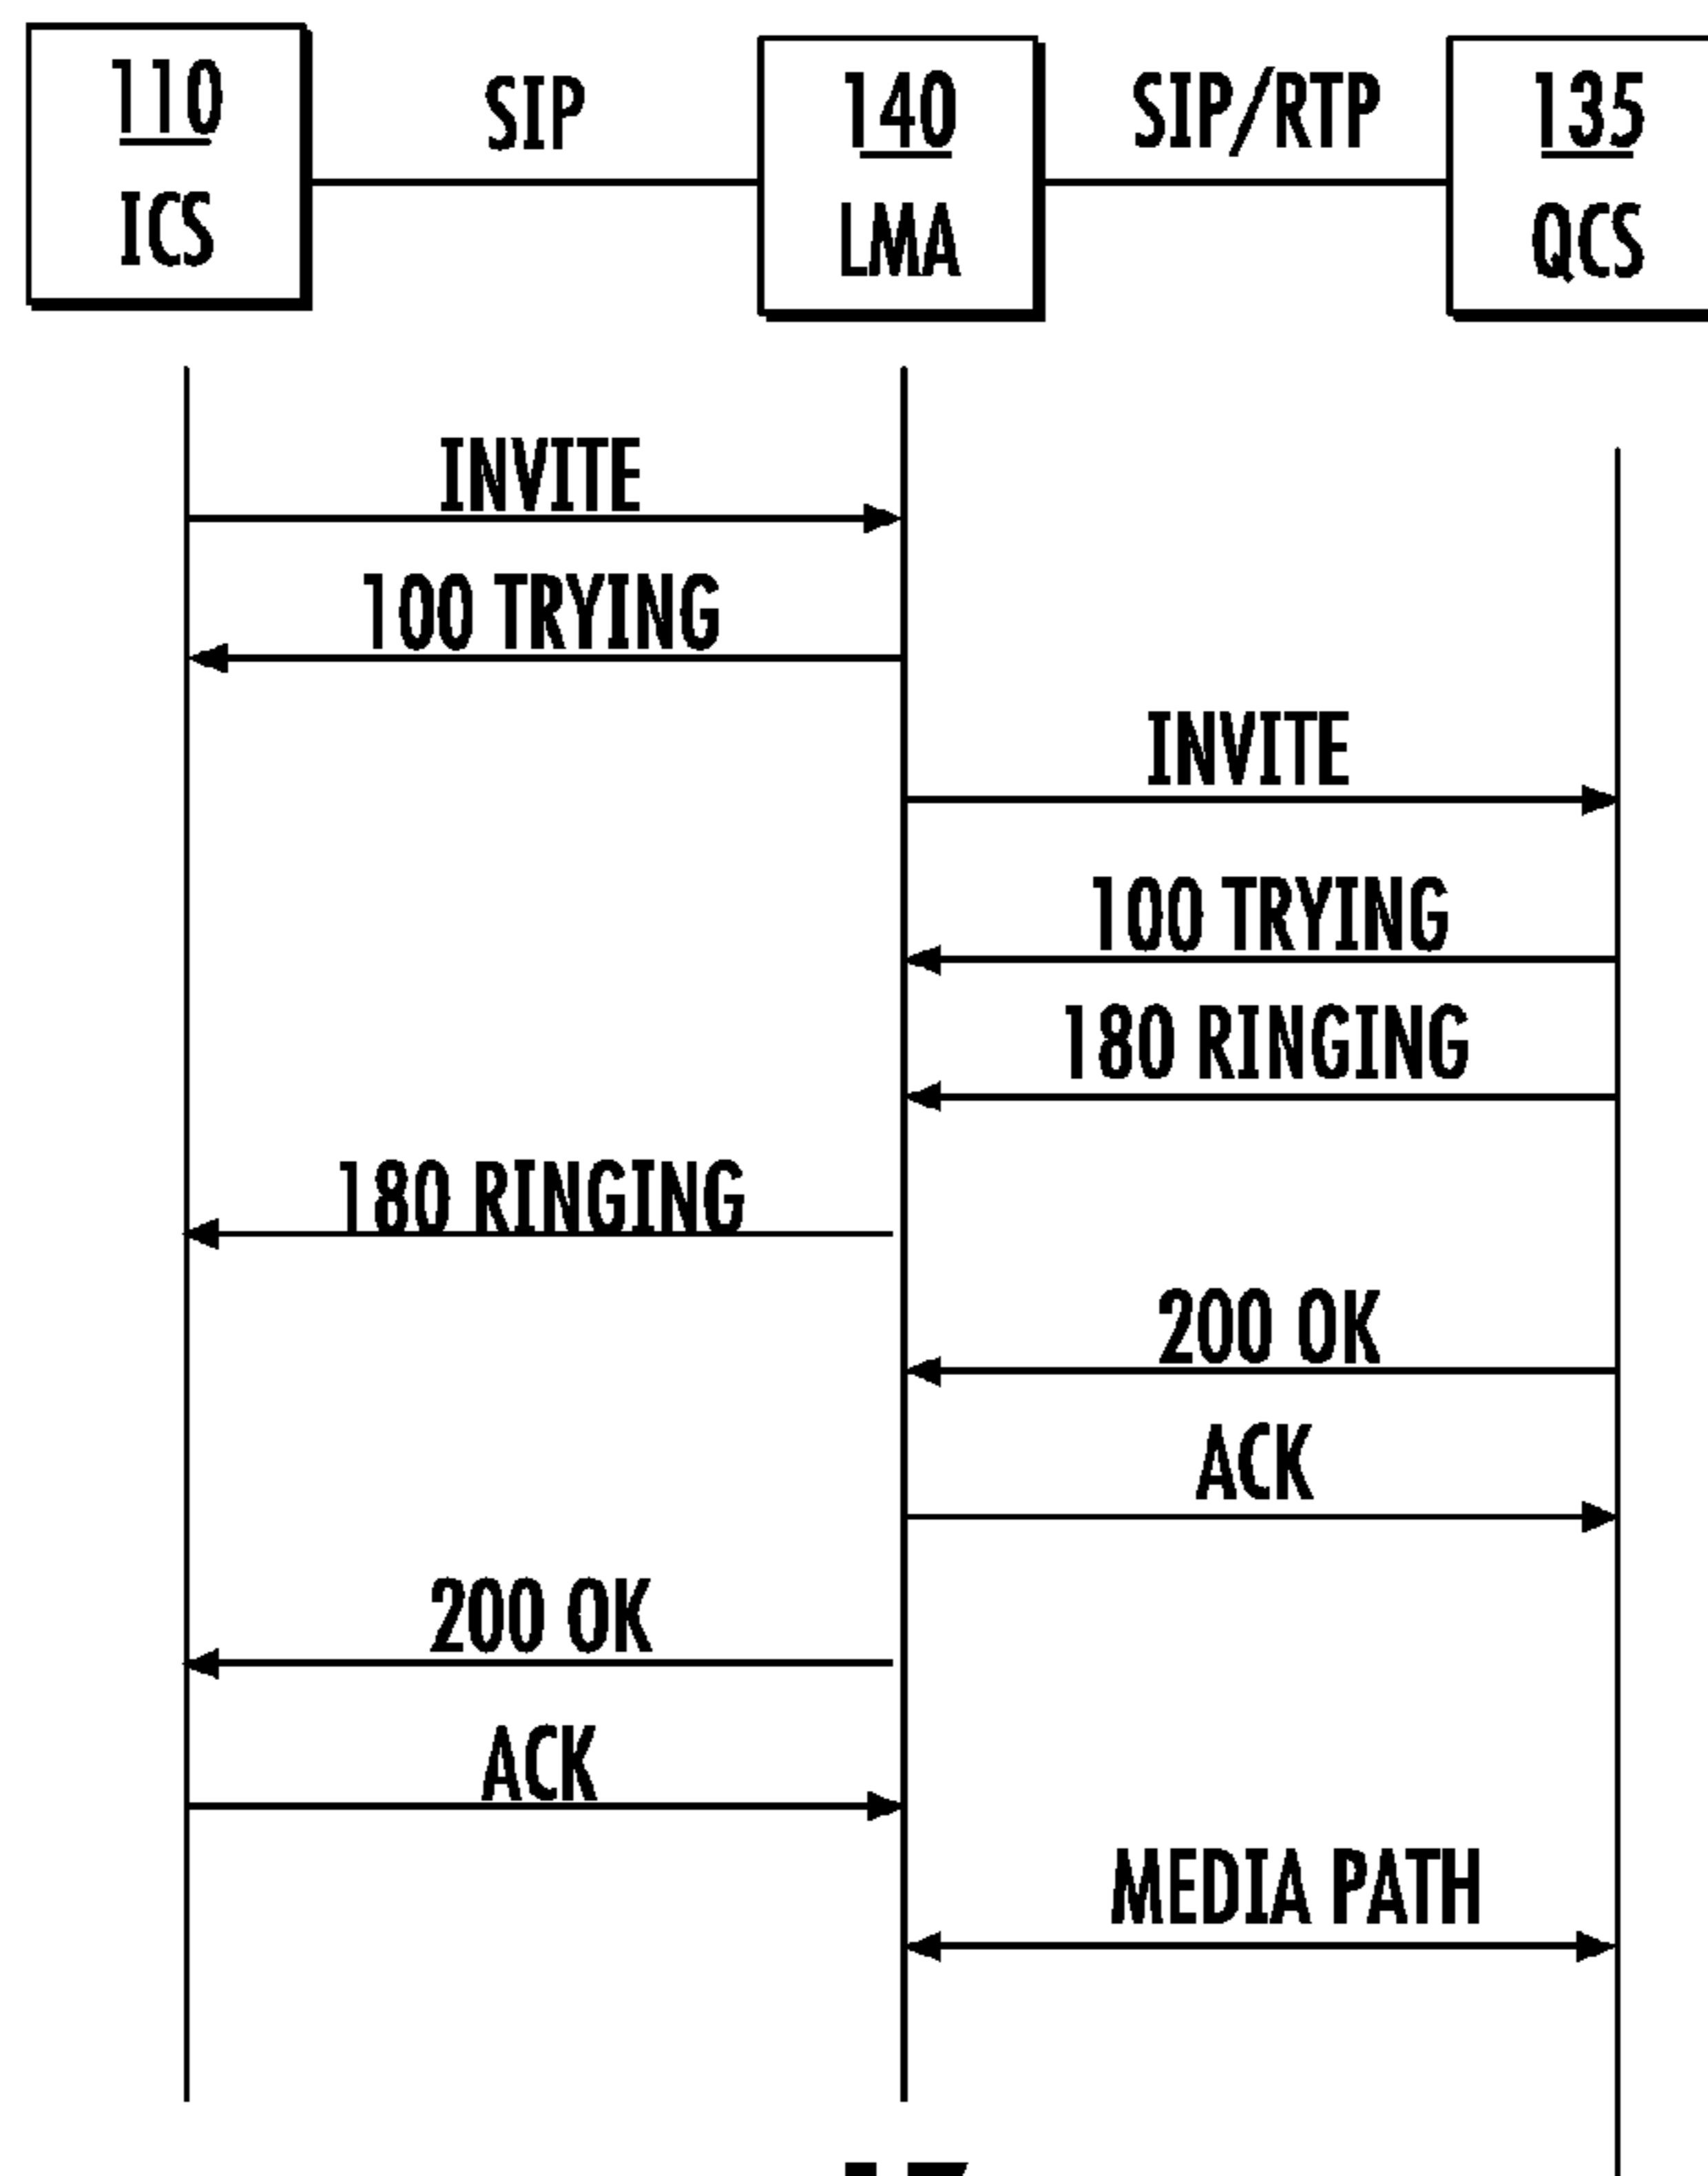 110
ICS
SIP
140
LMA
SIP/RTP
135
QCS
INVITE
100 TRYING
INVITE
100 TRYING
180 RINGING
180 RINGING
200 OK
ACK
200 OK
ACK
MEDIA PATH